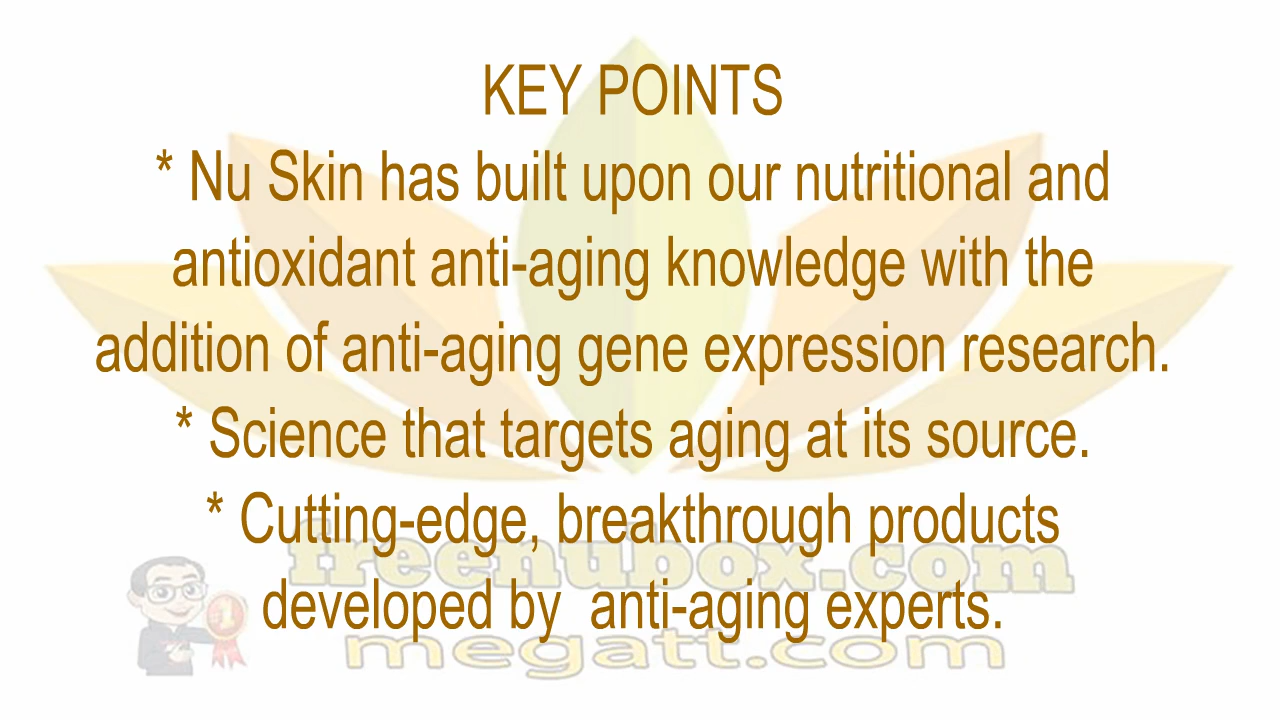 KEY POINTS
* Nu Skin has built upon our nutritional and
antioxidant anti-aging knowledge with the
addition of anti-aging gene expression research.
* Science that targets aging at its source.
* Cutting-edge, breakthrough products
freenubox.com
developed by  anti-aging experts.
1
megatt.com